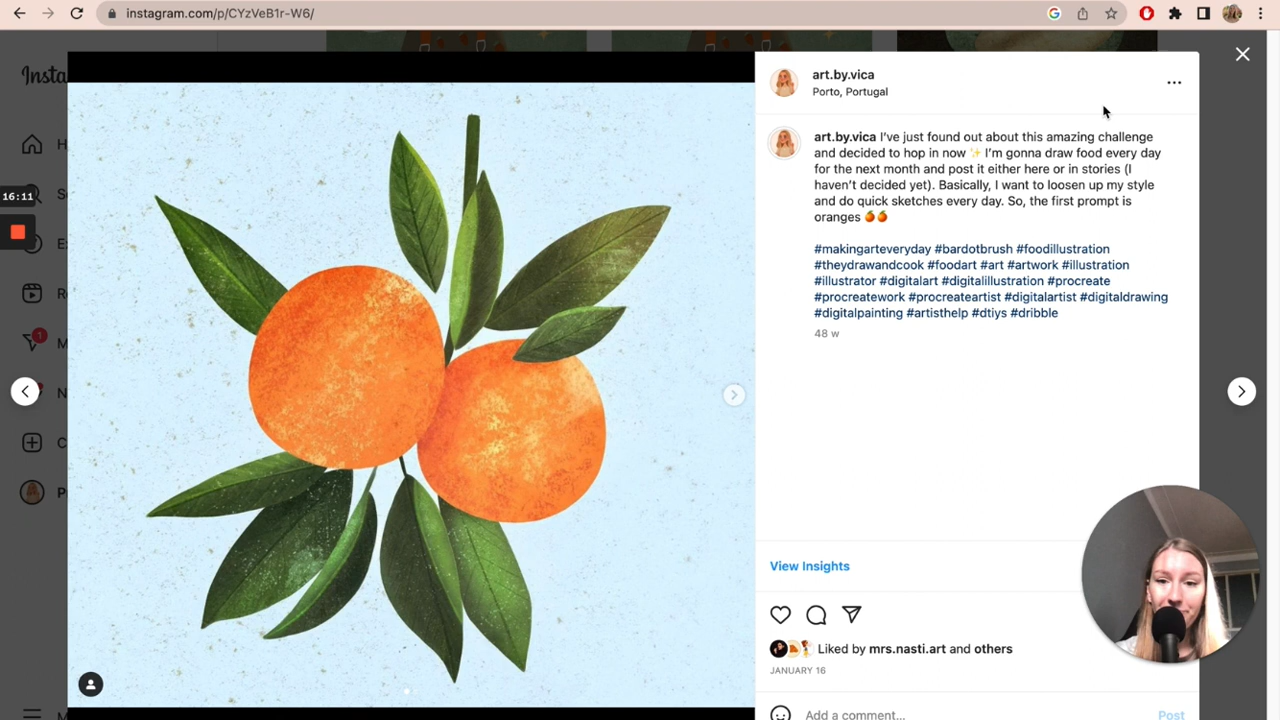 instagram.com/p/CYzVeB1r-W6/
Insta
art.by.vica
Porto, Portugal
16:11
art.by.vica I've just found out about this amazing challenge
and decided to hop in now ✨ I'm gonna draw food every day
for the next month and post it either here or in stories (I
haven't decided yet). Basically, I want to loosen up my style
and do quick sketches every day. So, the first prompt is
oranges 🍊🍊
#makingarteveryday #bardotbrush #foodillustration
#theydrawandcook #foodart #art #artwork #illustration
#illustrator #digitalart #digitalillustration #procreate
#procreatework #procreateartist #digitalartist #digitaldrawing
#digitalpainting #artisthelp #dtiys #dribble
48 w
H
S
E
R
1
M
N
C
P
M
View Insights
Liked by mrs.nasti.art and others
JANUARY 16
Add a comment...
Post